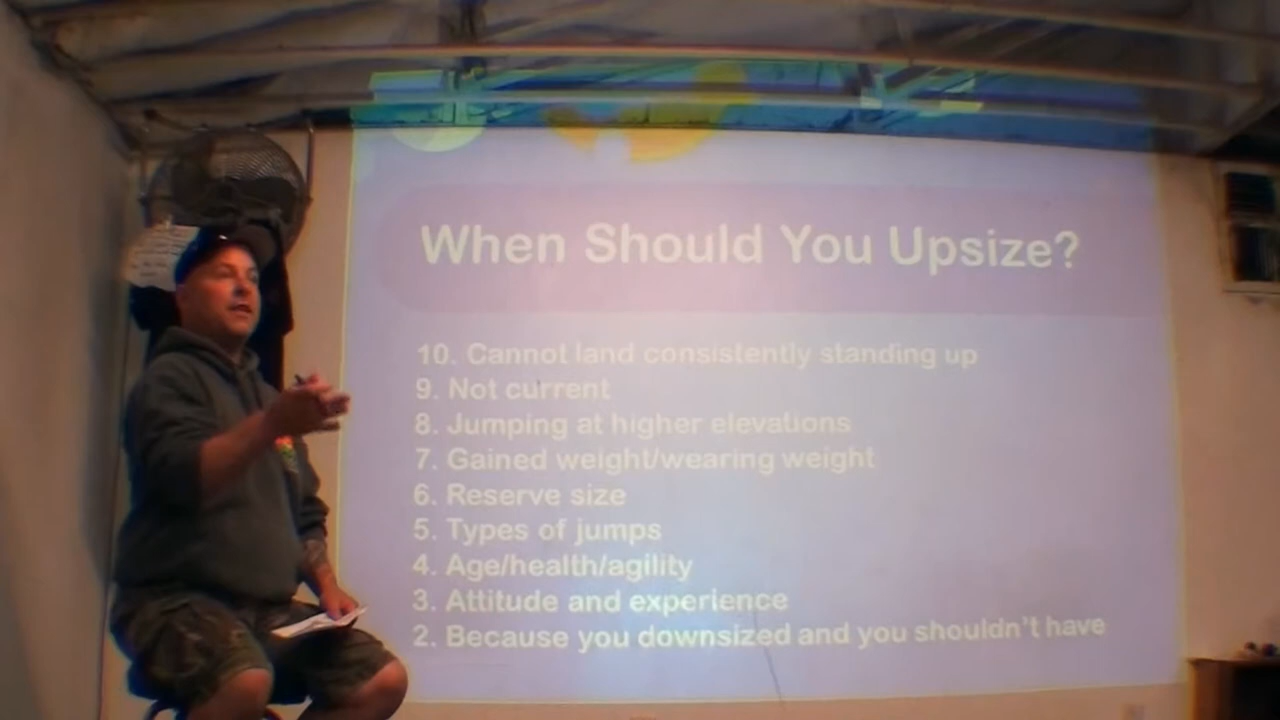 When Should You Upsize?
10. Cannot land consistently standing up
9. Not current
8. Jumping at higher elevations
7. Gained weight/wearing weight
6. Reserve size
5. Types of jumps
4. Age/health/agility
3. Attitude and experience
2. Because you downsized and you shouldn't have